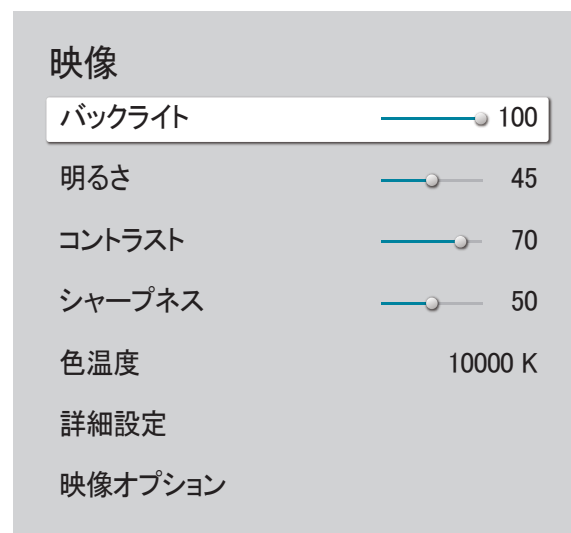 映像
バックライト 100
明るさ 45
コントラスト 70
シャープネス 50
色温度 10000 K
詳細設定
映像オプション